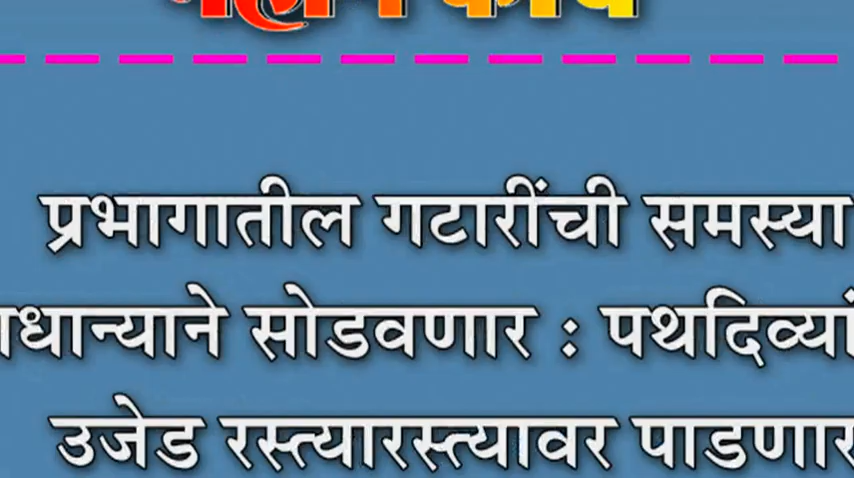 प्रभागातील गटारींची समस्या
सोडवणार : पथदिव्यां
उजेड रस्त्यारस्त्यावर पाडणार